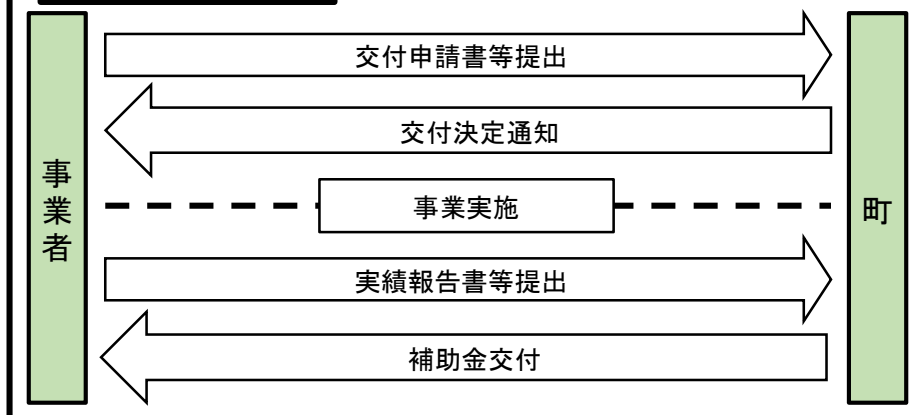 交付申請書等提出
交付決定通知
事業者
事業実施
町
実績報告書等提出
補助金交付